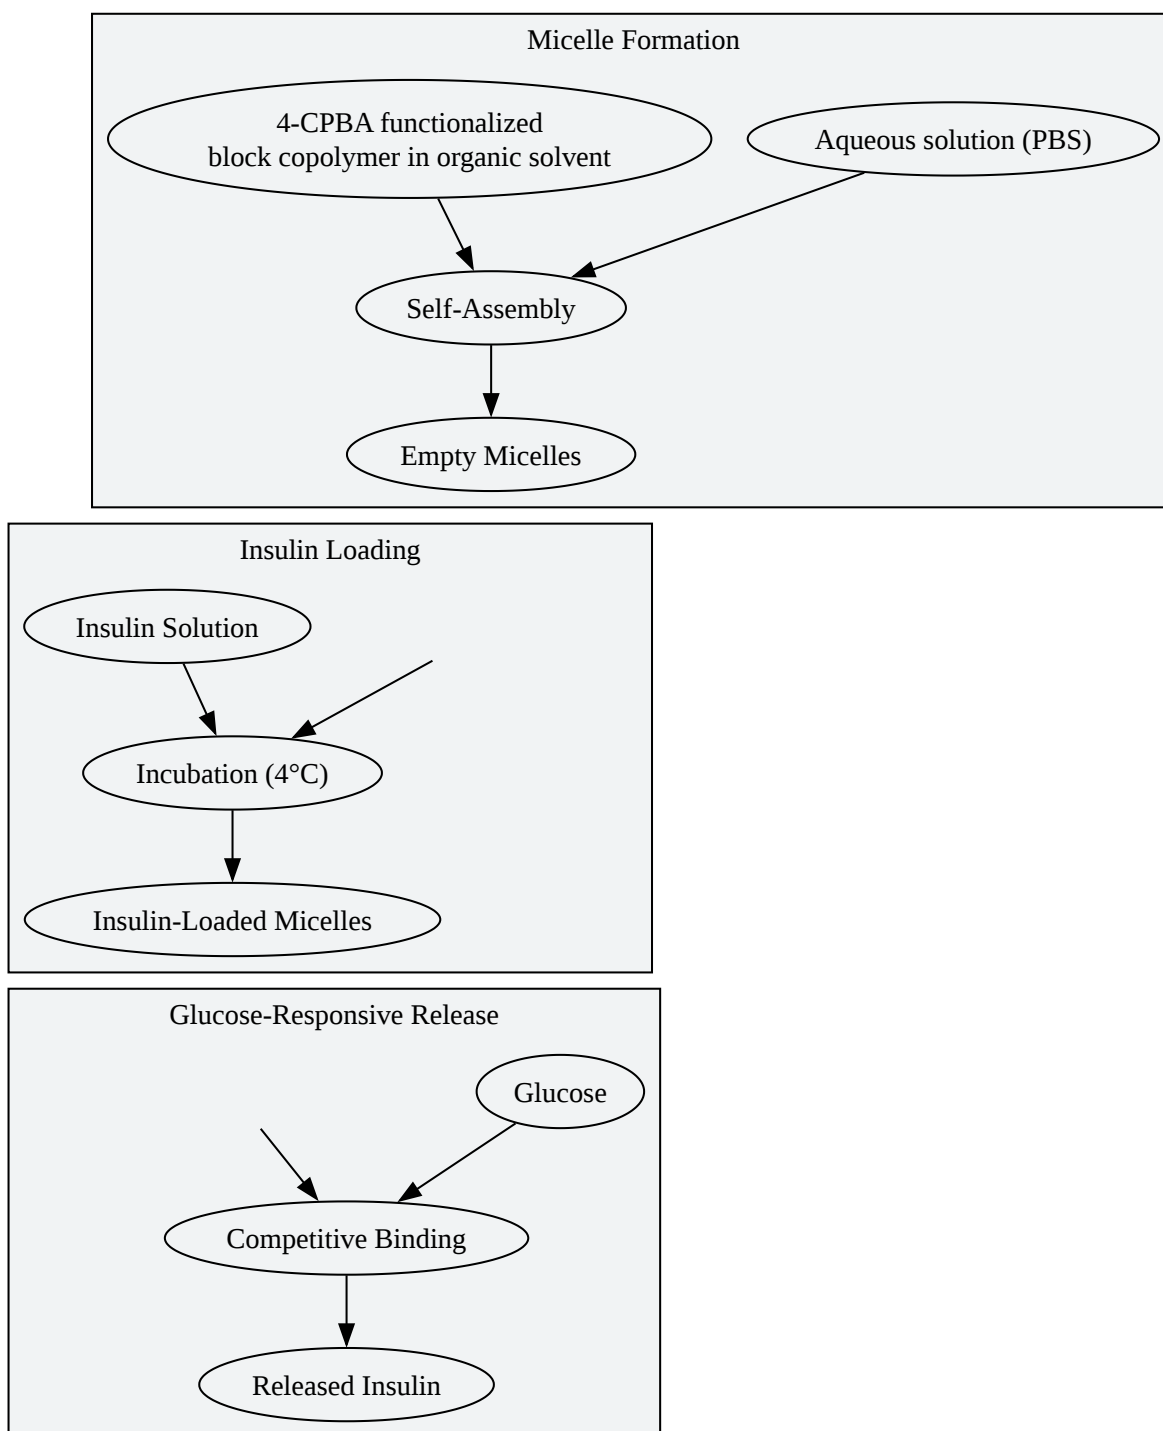 Micelle Formation
4-CPBA functionalized
block copolymer in organic solvent
Aqueous solution (PBS)
Self-Assembly
Empty Micelles
Insulin Loading
Insulin Solution
Incubation (4°C)
Insulin-Loaded Micelles
Glucose-Responsive Release
Glucose
Competitive Binding
Released Insulin